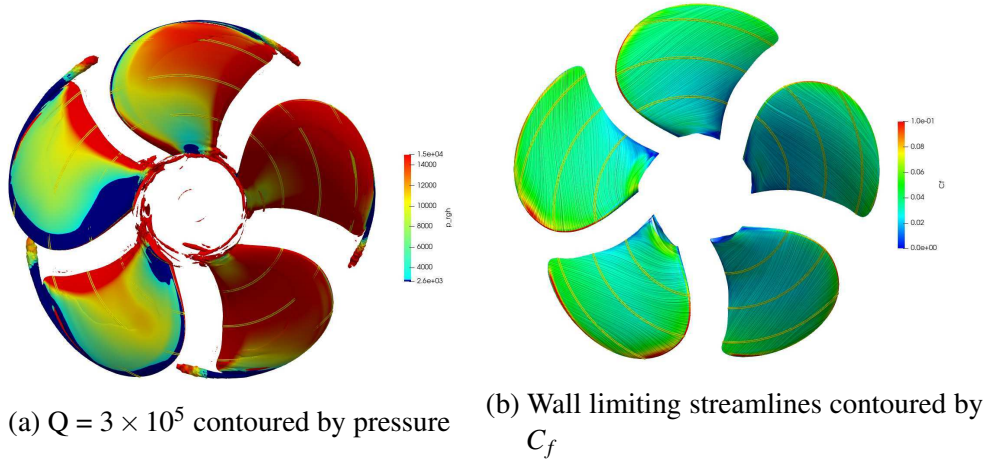 1.5e+04
14000
12000
10000
8000
6000
4000
2.6e+03
p_rgh
1.0e-01
0.08
0.06
0.04
0.02
0.0e+00
Cf
(a) Q = 3 × 10⁵ contoured by pressure
(b) Wall limiting streamlines contoured by
C_f